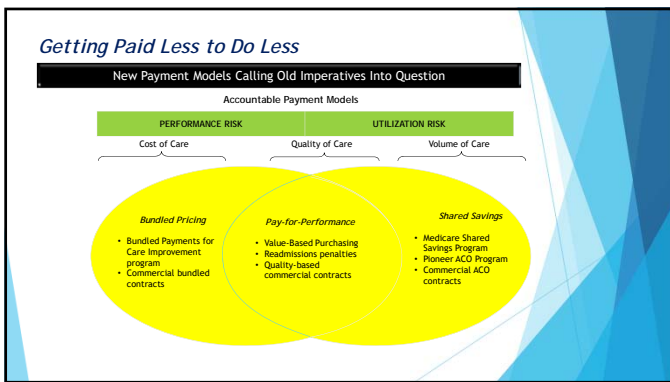 Getting Paid Less to Do Less
New Payment Models Calling Old Imperatives Into Question
Accountable Payment Models
PERFORMANCE RISK
UTILIZATION RISK
Cost of Care
Quality of Care
Volume of Care
Bundled Pricing
• Bundled Payments for
Care Improvement
program
• Commercial bundled
contracts
Pay-for-Performance
• Value-Based Purchasing
• Readmissions penalties
• Quality-based
commercial contracts
Shared Savings
• Medicare Shared
Savings Program
• Pioneer ACO Program
• Commercial ACO
contracts